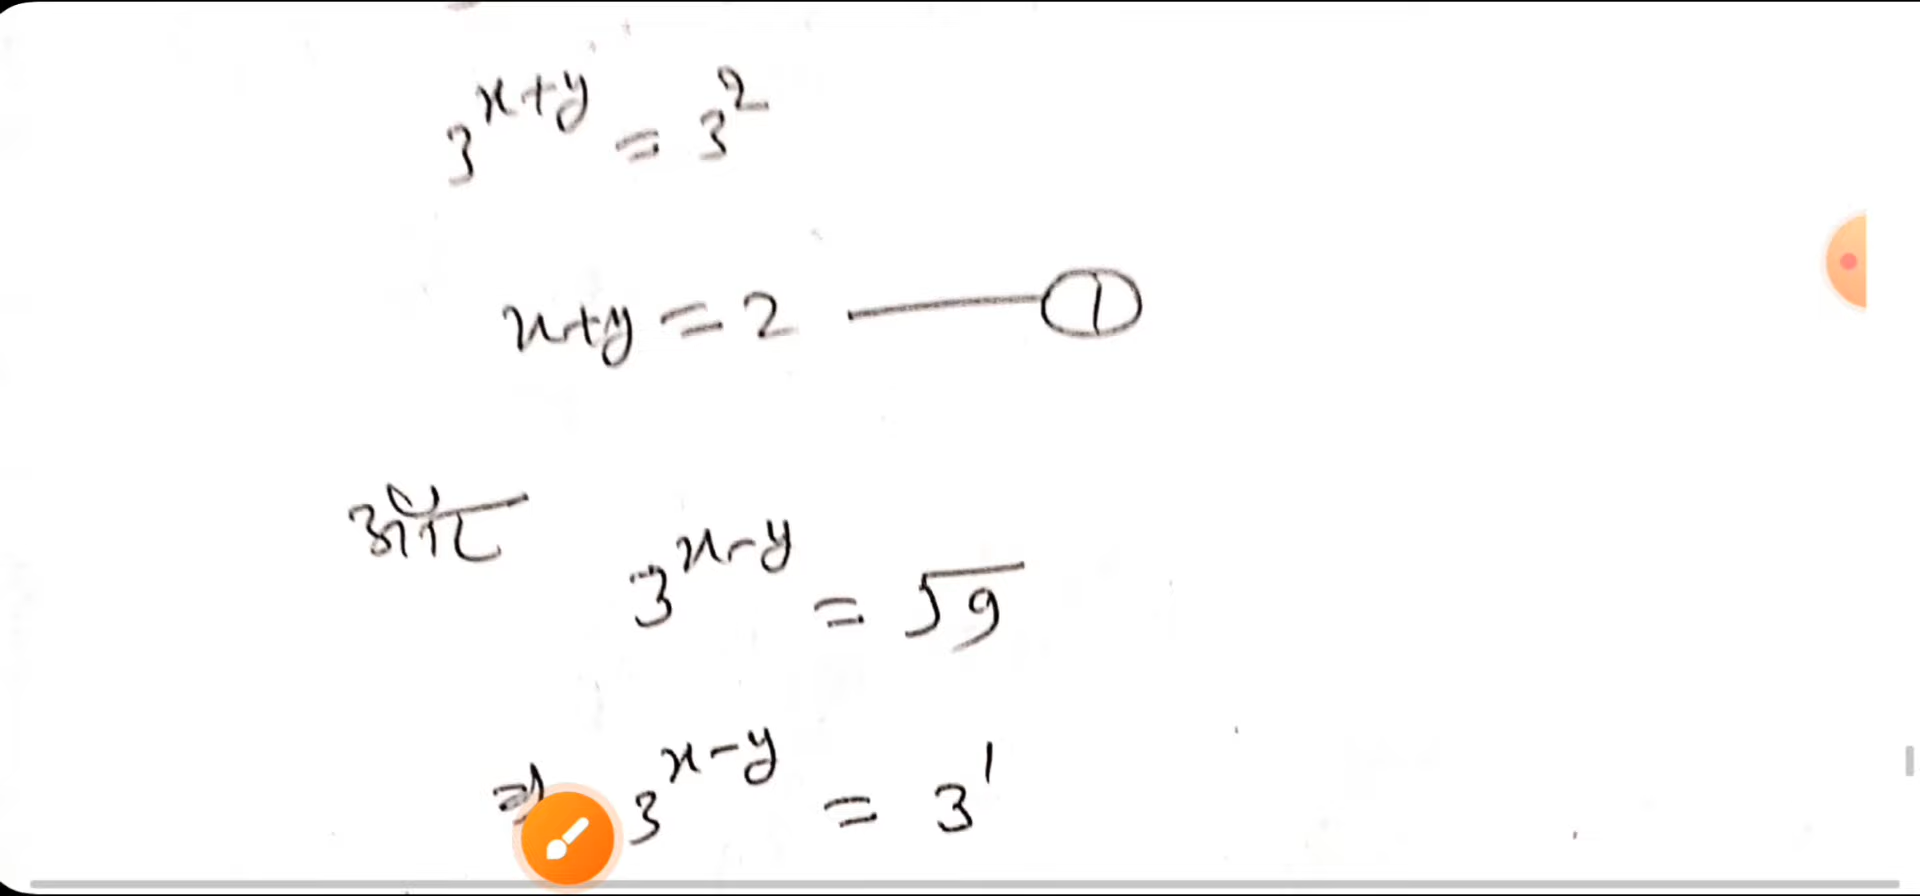 3^{x+y} = 3^2
x+y = 2 —— ①
और 3^{x-y} = √9
⇒ 3^{x-y} = 3^1